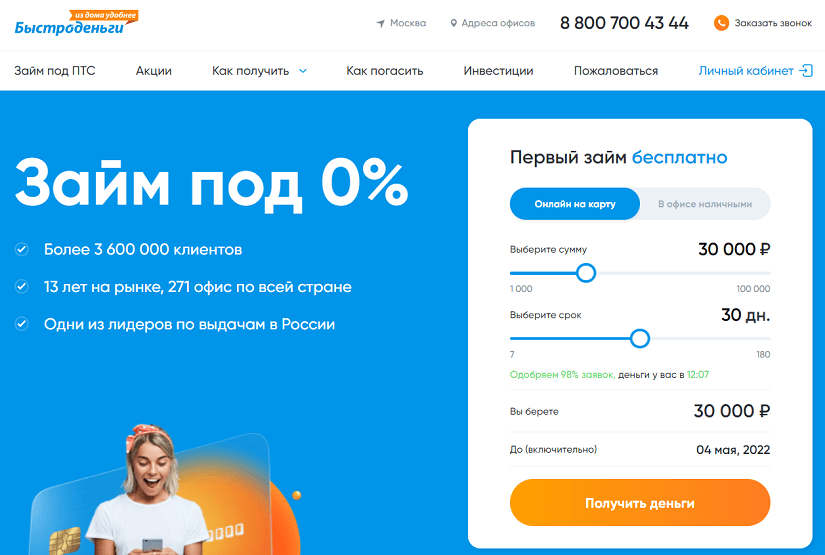 из дома удобнее
Быстроденьги
Москва
Адреса офисов
8 800 700 43 44
Заказать звонок
Займ под ПТС
Акции
Как получить
Как погасить
Инвестиции
Пожаловаться
Личный кабинет
Займ под 0%
Более 3 600 000 клиентов
13 лет на рынке, 271 офис по всей стране
Одни из лидеров по выдачам в России
Первый займ бесплатно
Онлайн на карту
В офисе наличными
Выберите сумму
30 000 ₽
1 000
100 000
Выберите срок
30 дн.
7
180
Одобряем 98% заявок, деньги у вас в 12:07
Вы берете
30 000 ₽
До (включительно)
04 мая, 2022
Получить деньги